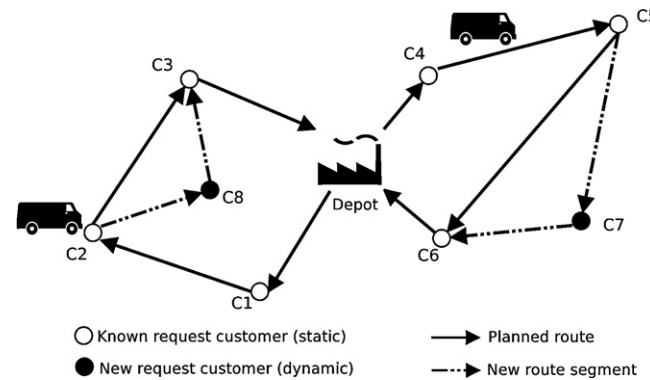 C5
C4
C3
C8
Depot
C7
C2
C6
C1
Known request customer (static)
Planned route
New request customer (dynamic)
New route segment